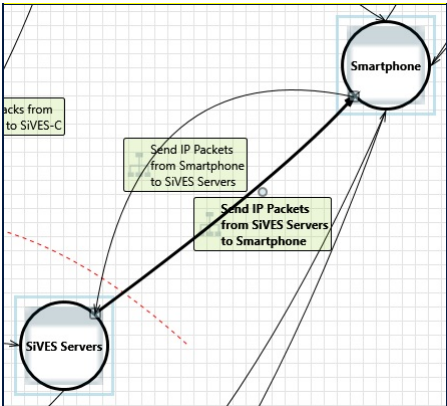 Smartphone
acks from
to SiVES-C
Send IP Packets
from Smartphone
to SiVES Servers
Send IP Packets
from SiVES Servers
to Smartphone
SiVES Servers